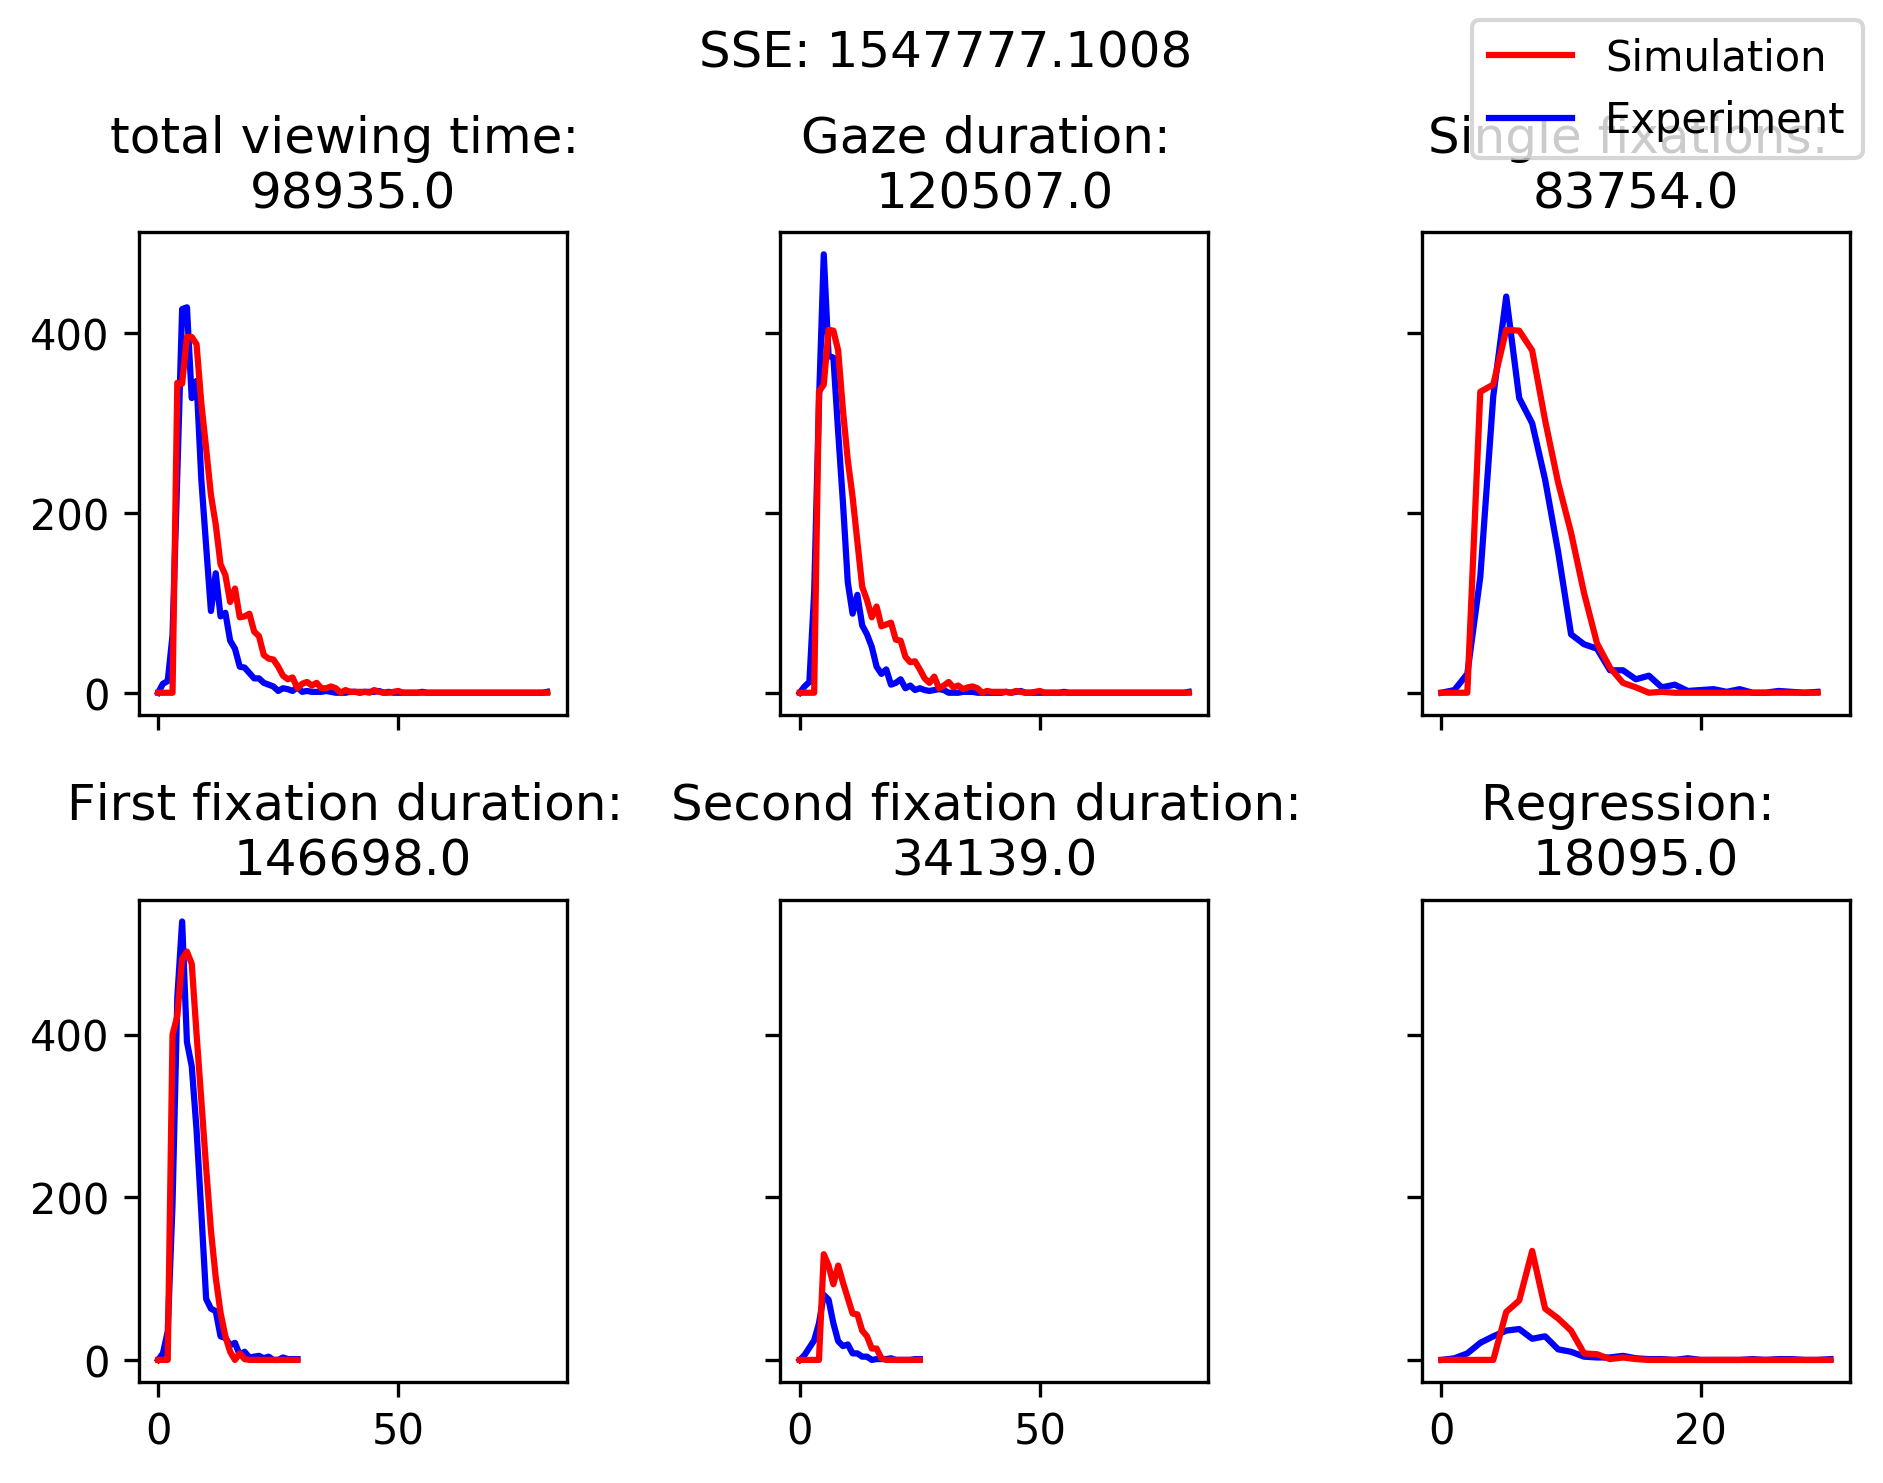 SSE: 1547777.1008
Simulation
Experiment
total viewing time:
98935.0
Gaze duration:
120507.0
Single fixations:
83754.0
400
200
0
First fixation duration:
146698.0
Second fixation duration:
34139.0
Regression:
18095.0
400
200
0
0 50
0 50
0 20